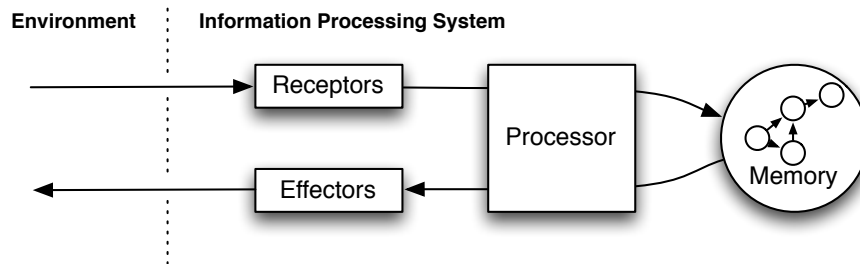 Environment
Information Processing System
Receptors
Processor
Effectors
Memory